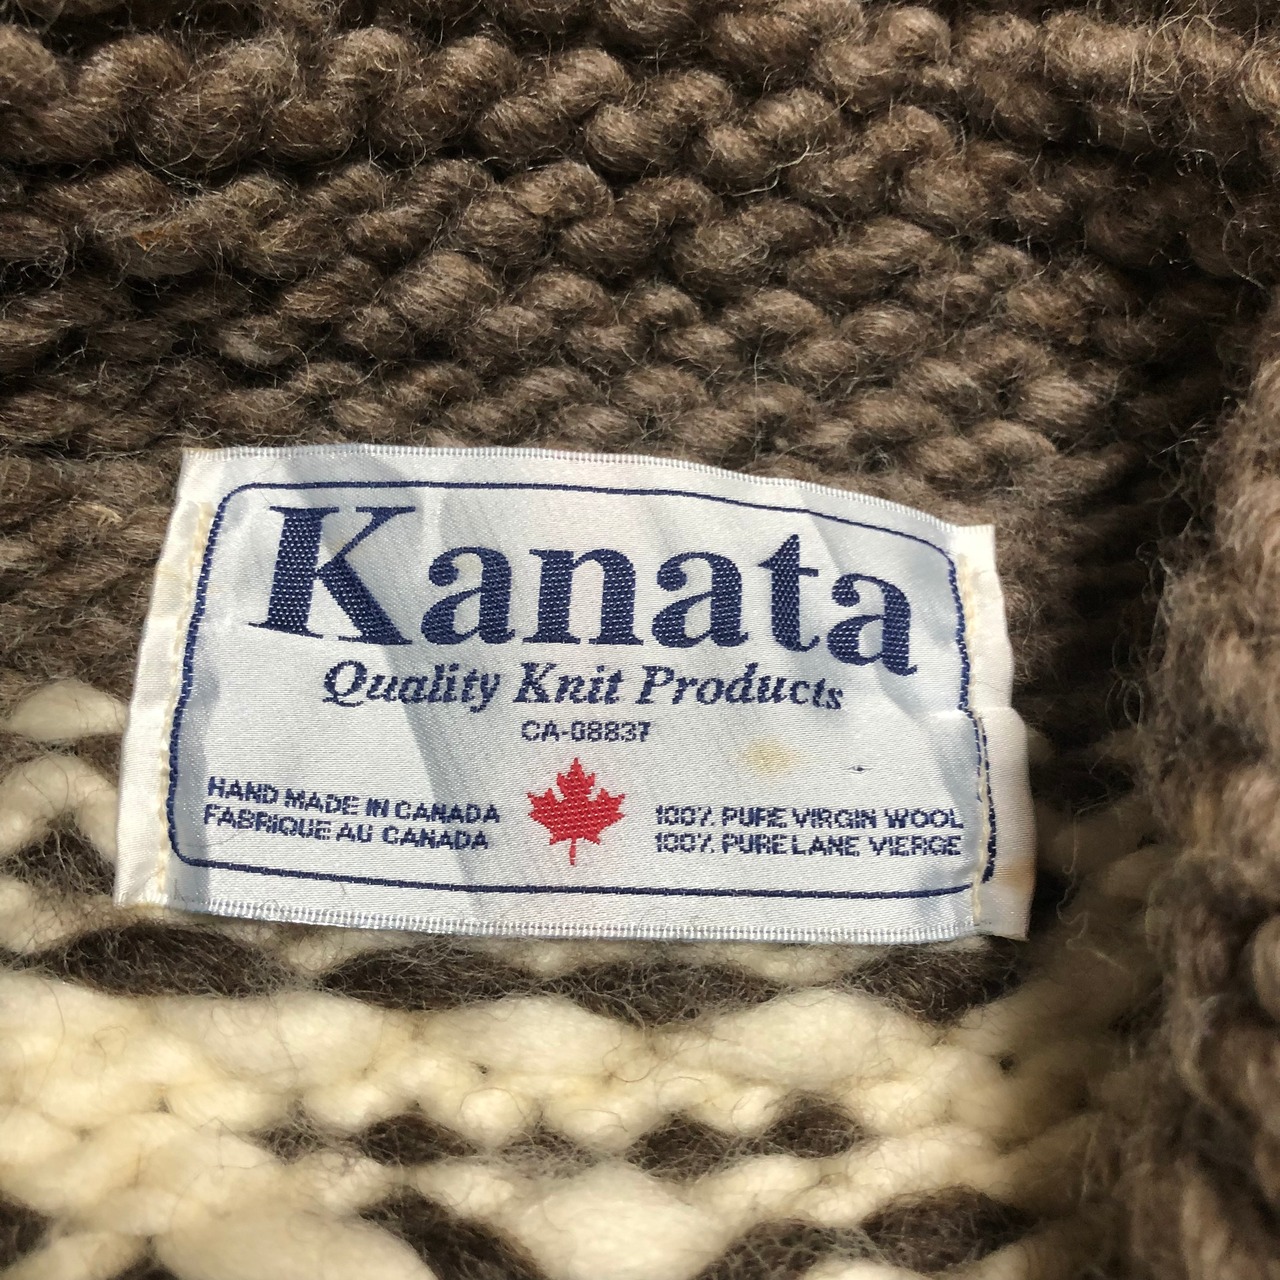 Kanata
Quality Knit Products
CA-08837
HAND MADE IN CANADA
FABRIQUE AU CANADA
100% PURE VIRGIN WOOL
100% PURE LANE VIERGE